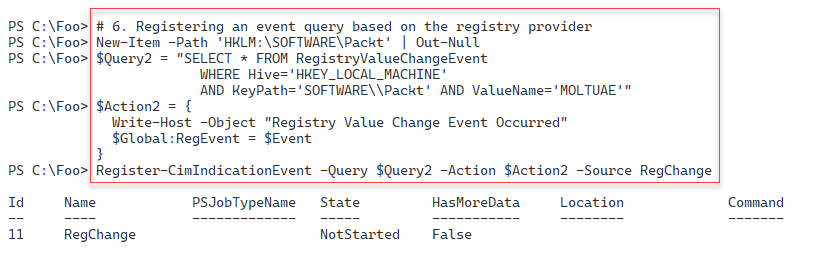 PS C:\Foo> # 6. Registering an event query based on the registry provider
PS C:\Foo> New-Item -Path 'HKLM:\SOFTWARE\Packt' | Out-Null
PS C:\Foo> $Query2 = "SELECT * FROM RegistryValueChangeEvent
WHERE Hive='HKEY_LOCAL_MACHINE'
AND KeyPath='SOFTWARE\\Packt' AND ValueName='MOLTUAE'"
PS C:\Foo> $Action2 = {
Write-Host -Object "Registry Value Change Event Occurred"
$Global:RegEvent = $Event
}
PS C:\Foo> Register-CimIndicationEvent -Query $Query2 -Action $Action2 -Source RegChange
Id Name PSJobTypeName State HasMoreData Location Command
-- ---- ------------- ----- ----------- -------- -------
11 RegChange NotStarted False